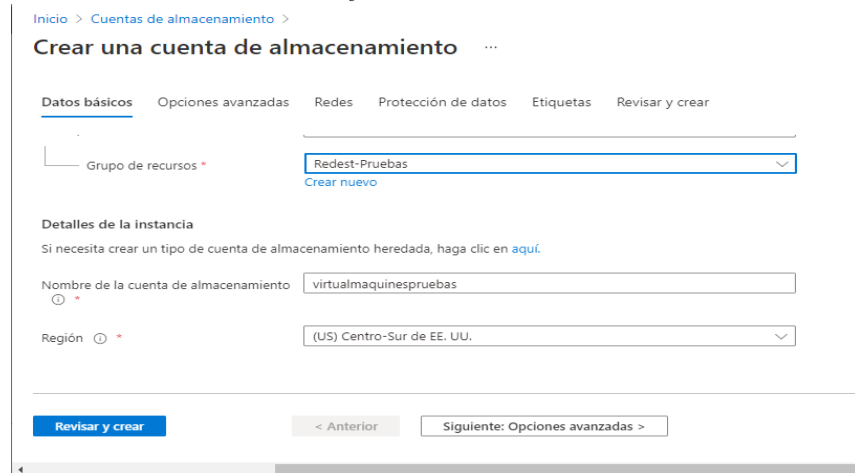 Inicio > Cuentas de almacenamiento >
Crear una cuenta de almacenamiento ...
Datos básicos Opciones avanzadas Redes Protección de datos Etiquetas Revisar y crear
Grupo de recursos * Redest-Pruebas
Crear nuevo
Detalles de la instancia
Si necesita crear un tipo de cuenta de almacenamiento heredada, haga clic en aquí.
Nombre de la cuenta de almacenamiento virtualmaquinespruebas
*
Región * (US) Centro-Sur de EE. UU.
Revisar y crear < Anterior Siguiente: Opciones avanzadas >